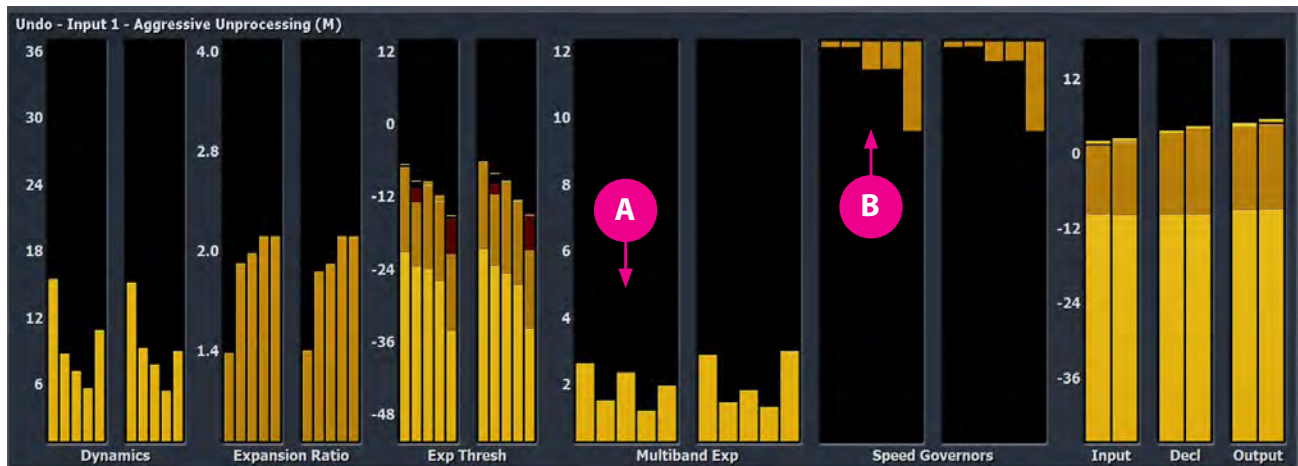 Undo - Input 1 - Aggressive Unprocessing (M)
36 4.0 12 12
12
30 10
0
2.8
24 8
-12
18 2.0 6
-24
12 4
1.4 -36
6 2
-48
A
B
12
0
-12
-24
-36
Dynamics Expansion Ratio Exp Thresh Multiband Exp Speed Governors Input Decl Output